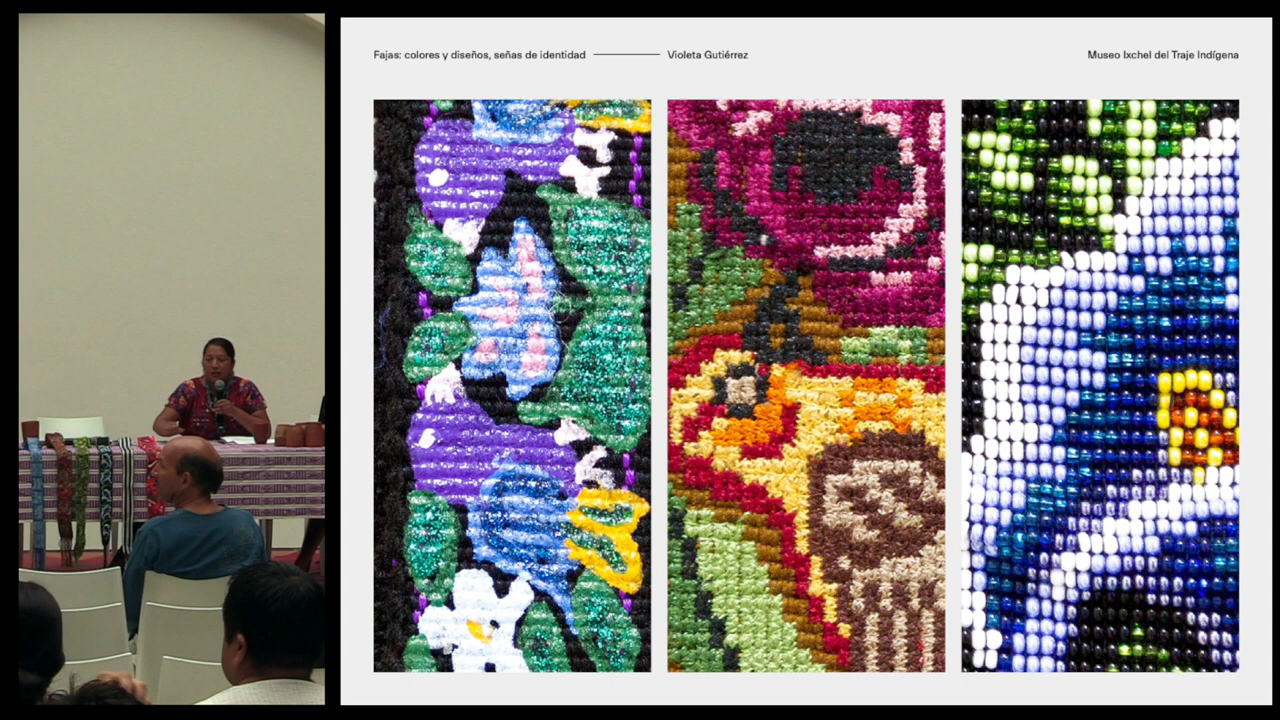 Fajas: colores y diseños, señas de identidad
Violeta Gutiérrez
Museo Ixchel del Traje Indígena